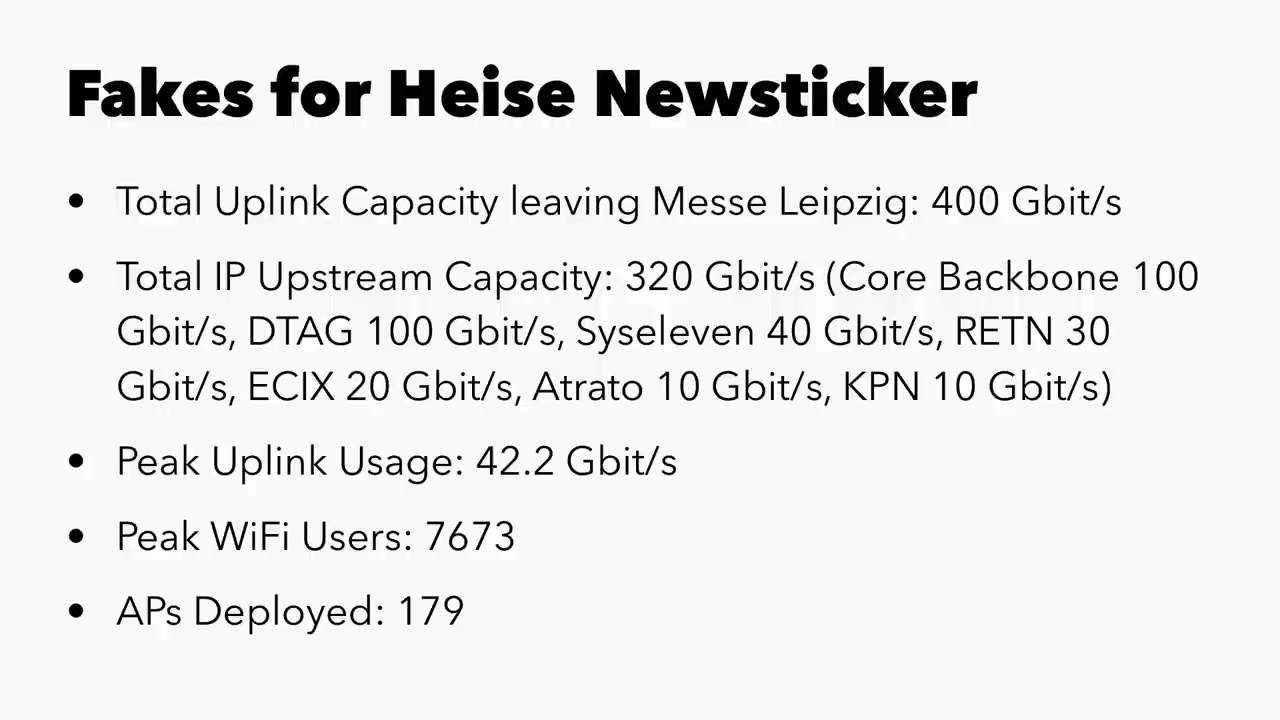 Fakes for Heise Newsticker
• Total Uplink Capacity leaving Messe Leipzig: 400 Gbit/s
• Total IP Upstream Capacity: 320 Gbit/s (Core Backbone 100
Gbit/s, DTAG 100 Gbit/s, Syseleven 40 Gbit/s, RETN 30
Gbit/s, ECIX 20 Gbit/s, Atrato 10 Gbit/s, KPN 10 Gbit/s)
• Peak Uplink Usage: 42.2 Gbit/s
• Peak WiFi Users: 7673
• APs Deployed: 179